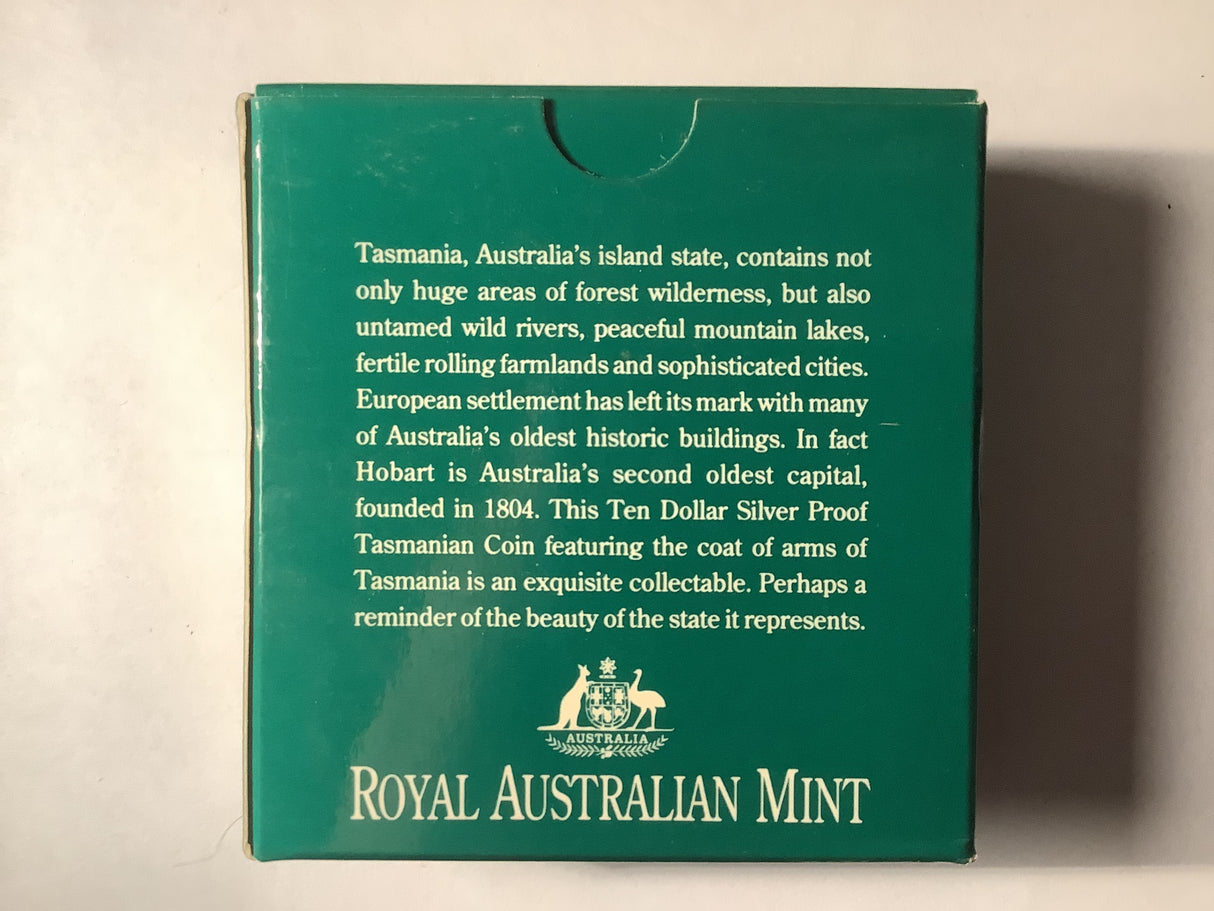 Tasmania, Australia's island state, contains not
only huge areas of forest wilderness, but also
untamed wild rivers, peaceful mountain lakes,
fertile rolling farmlands and sophisticated cities.
European settlement has left its mark with many
of Australia's oldest historic buildings. In fact
Hobart is Australia's second oldest capital,
founded in 1804. This Ten Dollar Silver Proof
Tasmanian Coin featuring the coat of arms of
Tasmania is an exquisite collectable. Perhaps a
reminder of the beauty of the state it represents.
AUSTRALIA
ROYAL AUSTRALIAN MINT